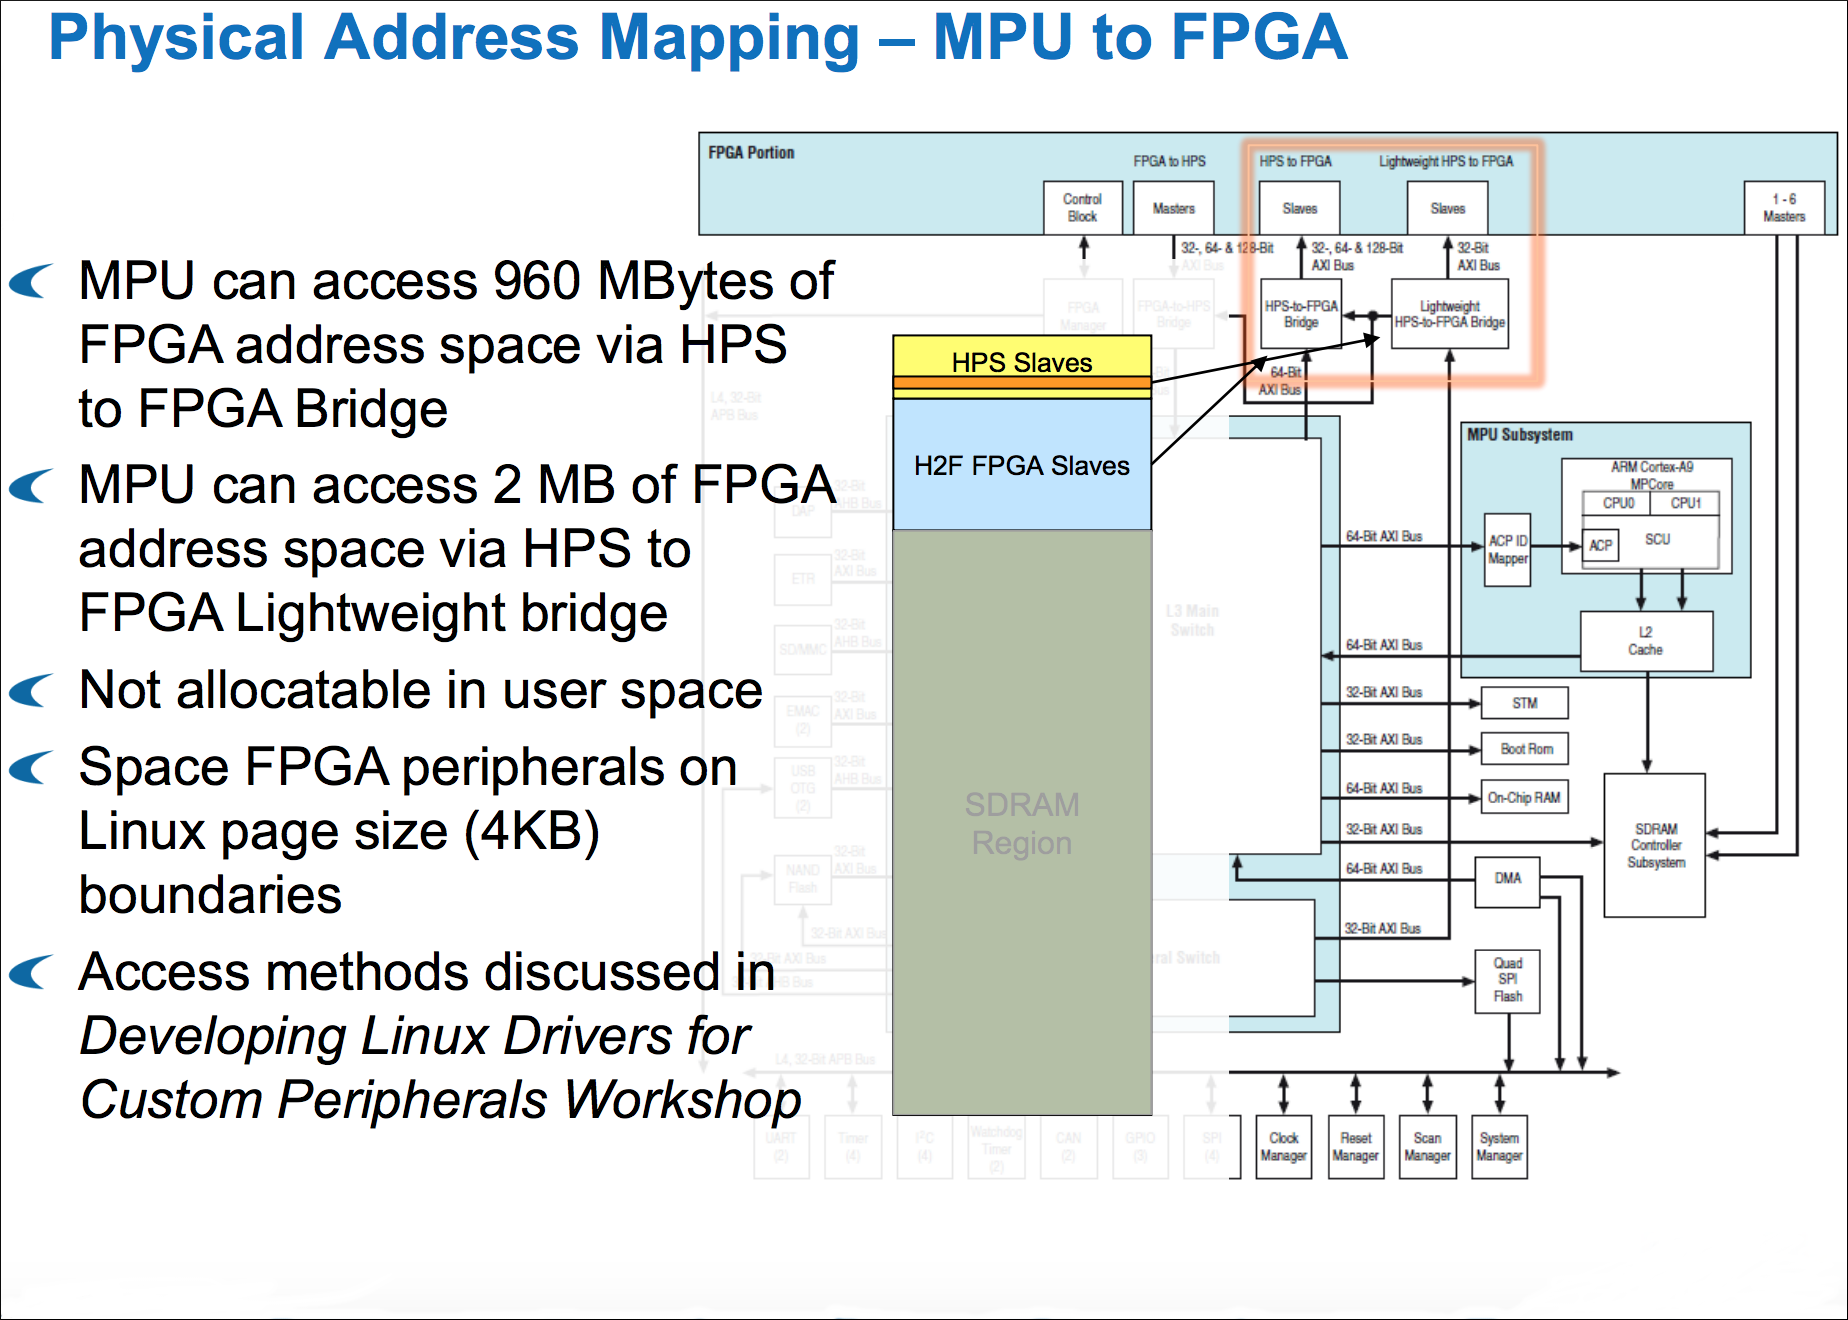 Physical Address Mapping – MPU to FPGA
MPU can access 960 MBytes of
FPGA address space via HPS
to FPGA Bridge
MPU can access 2 MB of FPGA
address space via HPS to
FPGA Lightweight bridge
Not allocatable in user space
Space FPGA peripherals on
Linux page size (4KB)
boundaries
Access methods discussed in
Developing Linux Drivers for
Custom Peripherals Workshop
FPGA Portion
FPGA to HPS
HPS to FPGA
Lightweight HPS to FPGA
Control
Block
Masters
Slaves
Slaves
1 - 6
Masters
32-, 64- & 128-Bit
AXI Bus
32-, 64- & 128-Bit
AXI Bus
32-Bit
AXI Bus
FPGA
Manager
FPGA-to-HPS
Bridge
HPS-to-FPGA
Bridge
Lightweight
HPS-to-FPGA Bridge
HPS Slaves
H2F FPGA Slaves
SDRAM
Region
64-Bit
AXI Bus
L4, 32-Bit
APB Bus
MPU Subsystem
ARM Cortex-A9
MPCore
CPU0
CPU1
ACP ID
Mapper
ACP
SCU
L2
Cache
64-Bit AXI Bus
64-Bit AXI Bus
32-Bit AXI Bus
32-Bit AXI Bus
64-Bit AXI Bus
32-Bit AXI Bus
64-Bit AXI Bus
32-Bit AXI Bus
STM
Boot Rom
On-Chip RAM
SDRAM
Controller
Subsystem
DMA
Quad
SPI
Flash
L3 Main
Switch
ral Switch
32-Bit
AHB Bus
DAP
32-Bit
AXI Bus
ETR
32-Bit
AHB Bus
SD/MMC
32-Bit
AXI Bus
EMAC
(2)
32-Bit
AHB Bus
USB
OTG
(2)
32-Bit
AXI Bus
NAND
Flash
32-Bit AXI Bus
32-Bit AXI Bus
L4, 32-Bit APB Bus
UART
(2)
Timer
(4)
I²C
(4)
Watchdog
Timer
(2)
CAN
(2)
GPIO
(3)
SPI
(4)
Clock
Manager
Reset
Manager
Scan
Manager
System
Manager